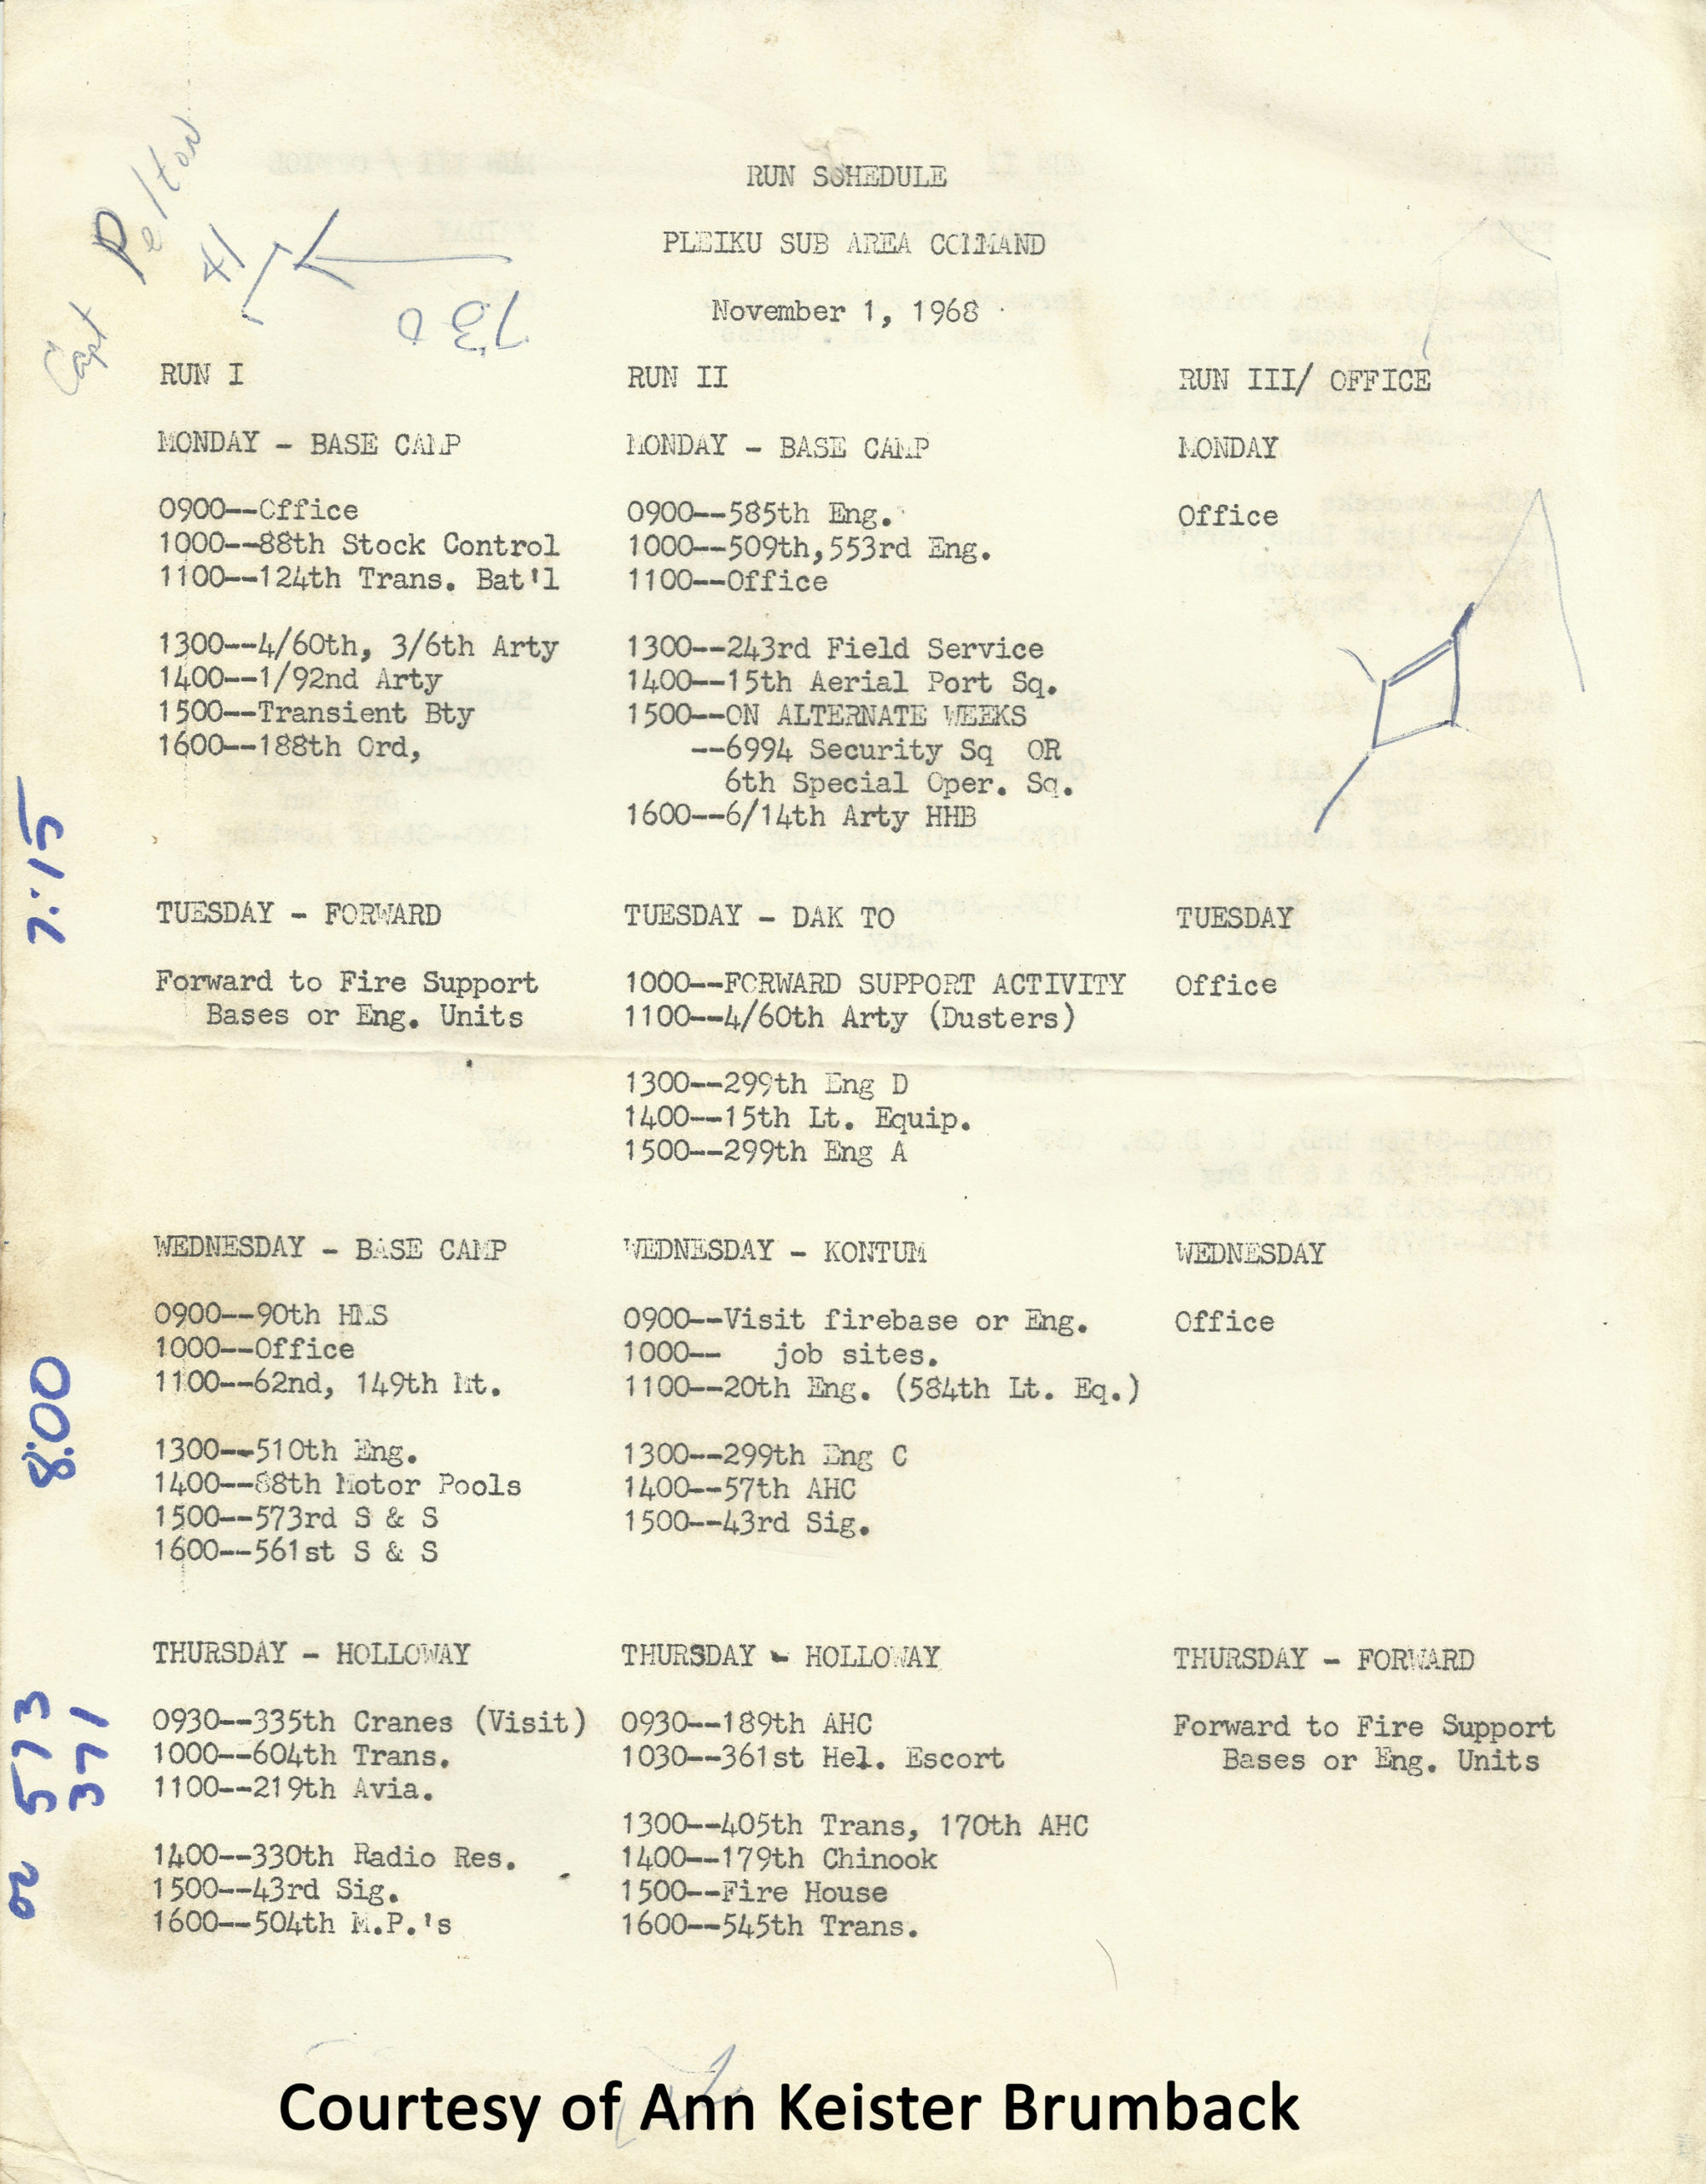 RUN SCHEDULE
PLEIKU SUB AREA COMMAND
November 1, 1968
Capt Pelton
41
730
RUN I
MONDAY - BASE CAMP
0900--Office
1000--88th Stock Control
1100--124th Trans. Bat'l
1300--4/60th, 3/6th Arty
1400--1/92nd Arty
1500--Transient Bty
1600--188th Ord,
TUESDAY - FORWARD
Forward to Fire Support
Bases or Eng. Units
WEDNESDAY - BASE CAMP
0900--90th HMS
1000--Office
1100--62nd, 149th Mt.
1300--510th Eng.
1400--88th Motor Pools
1500--573rd S & S
1600--561st S & S
THURSDAY - HOLLOWAY
0930--335th Cranes (Visit)
1000--604th Trans.
1100--219th Avia.
1400--330th Radio Res.
1500--43rd Sig.
1600--504th M.P.'s
RUN II
MONDAY - BASE CAMP
0900--585th Eng.
1000--509th,553rd Eng.
1100--Office
1300--243rd Field Service
1400--15th Aerial Port Sq.
1500--ON ALTERNATE WEEKS
--6994 Security Sq OR
6th Special Oper. Sq.
1600--6/14th Arty HHB
TUESDAY - DAK TO
1000--FORWARD SUPPORT ACTIVITY
1100--4/60th Arty (Dusters)
1300--299th Eng D
1400--15th Lt. Equip.
1500--299th Eng A
WEDNESDAY - KONTUM
0900--Visit firebase or Eng.
1000-- job sites.
1100--20th Eng. (584th Lt. Eq.)
1300--299th Eng C
1400--57th AHC
1500--43rd Sig.
THURSDAY - HOLLOWAY
0930--189th AHC
1030--361st Hel. Escort
1300--405th Trans, 170th AHC
1400--179th Chinook
1500--Fire House
1600--545th Trans.
RUN III/ OFFICE
MONDAY
Office
TUESDAY
Office
WEDNESDAY
Office
THURSDAY - FORWARD
Forward to Fire Support
Bases or Eng. Units
7:15
8:00
573
371
Courtesy of Ann Keister Brumback